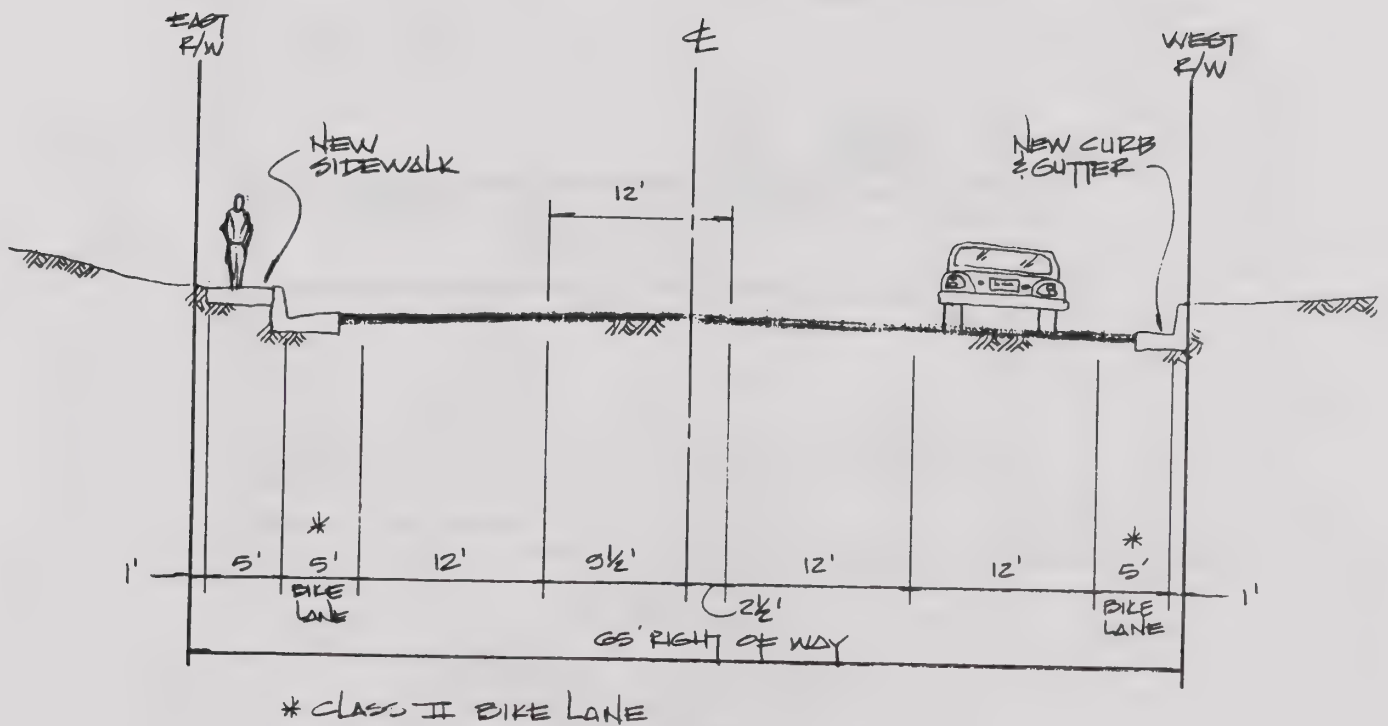 EAST
R/W
℄
WEST
R/W
NEW
SIDEWALK
NEW CURB
& GUTTER
12'
*
*
1'
5'
5'
12'
9½'
2½'
12'
12'
5'
1'
BIKE
LANE
BIKE
LANE
65' RIGHT OF WAY
* CLASS II BIKE LANE